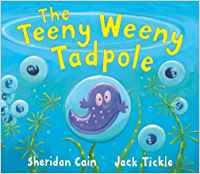 The
Teeny Weeny
Tadpole
Sheridan Cain Jack Tickle